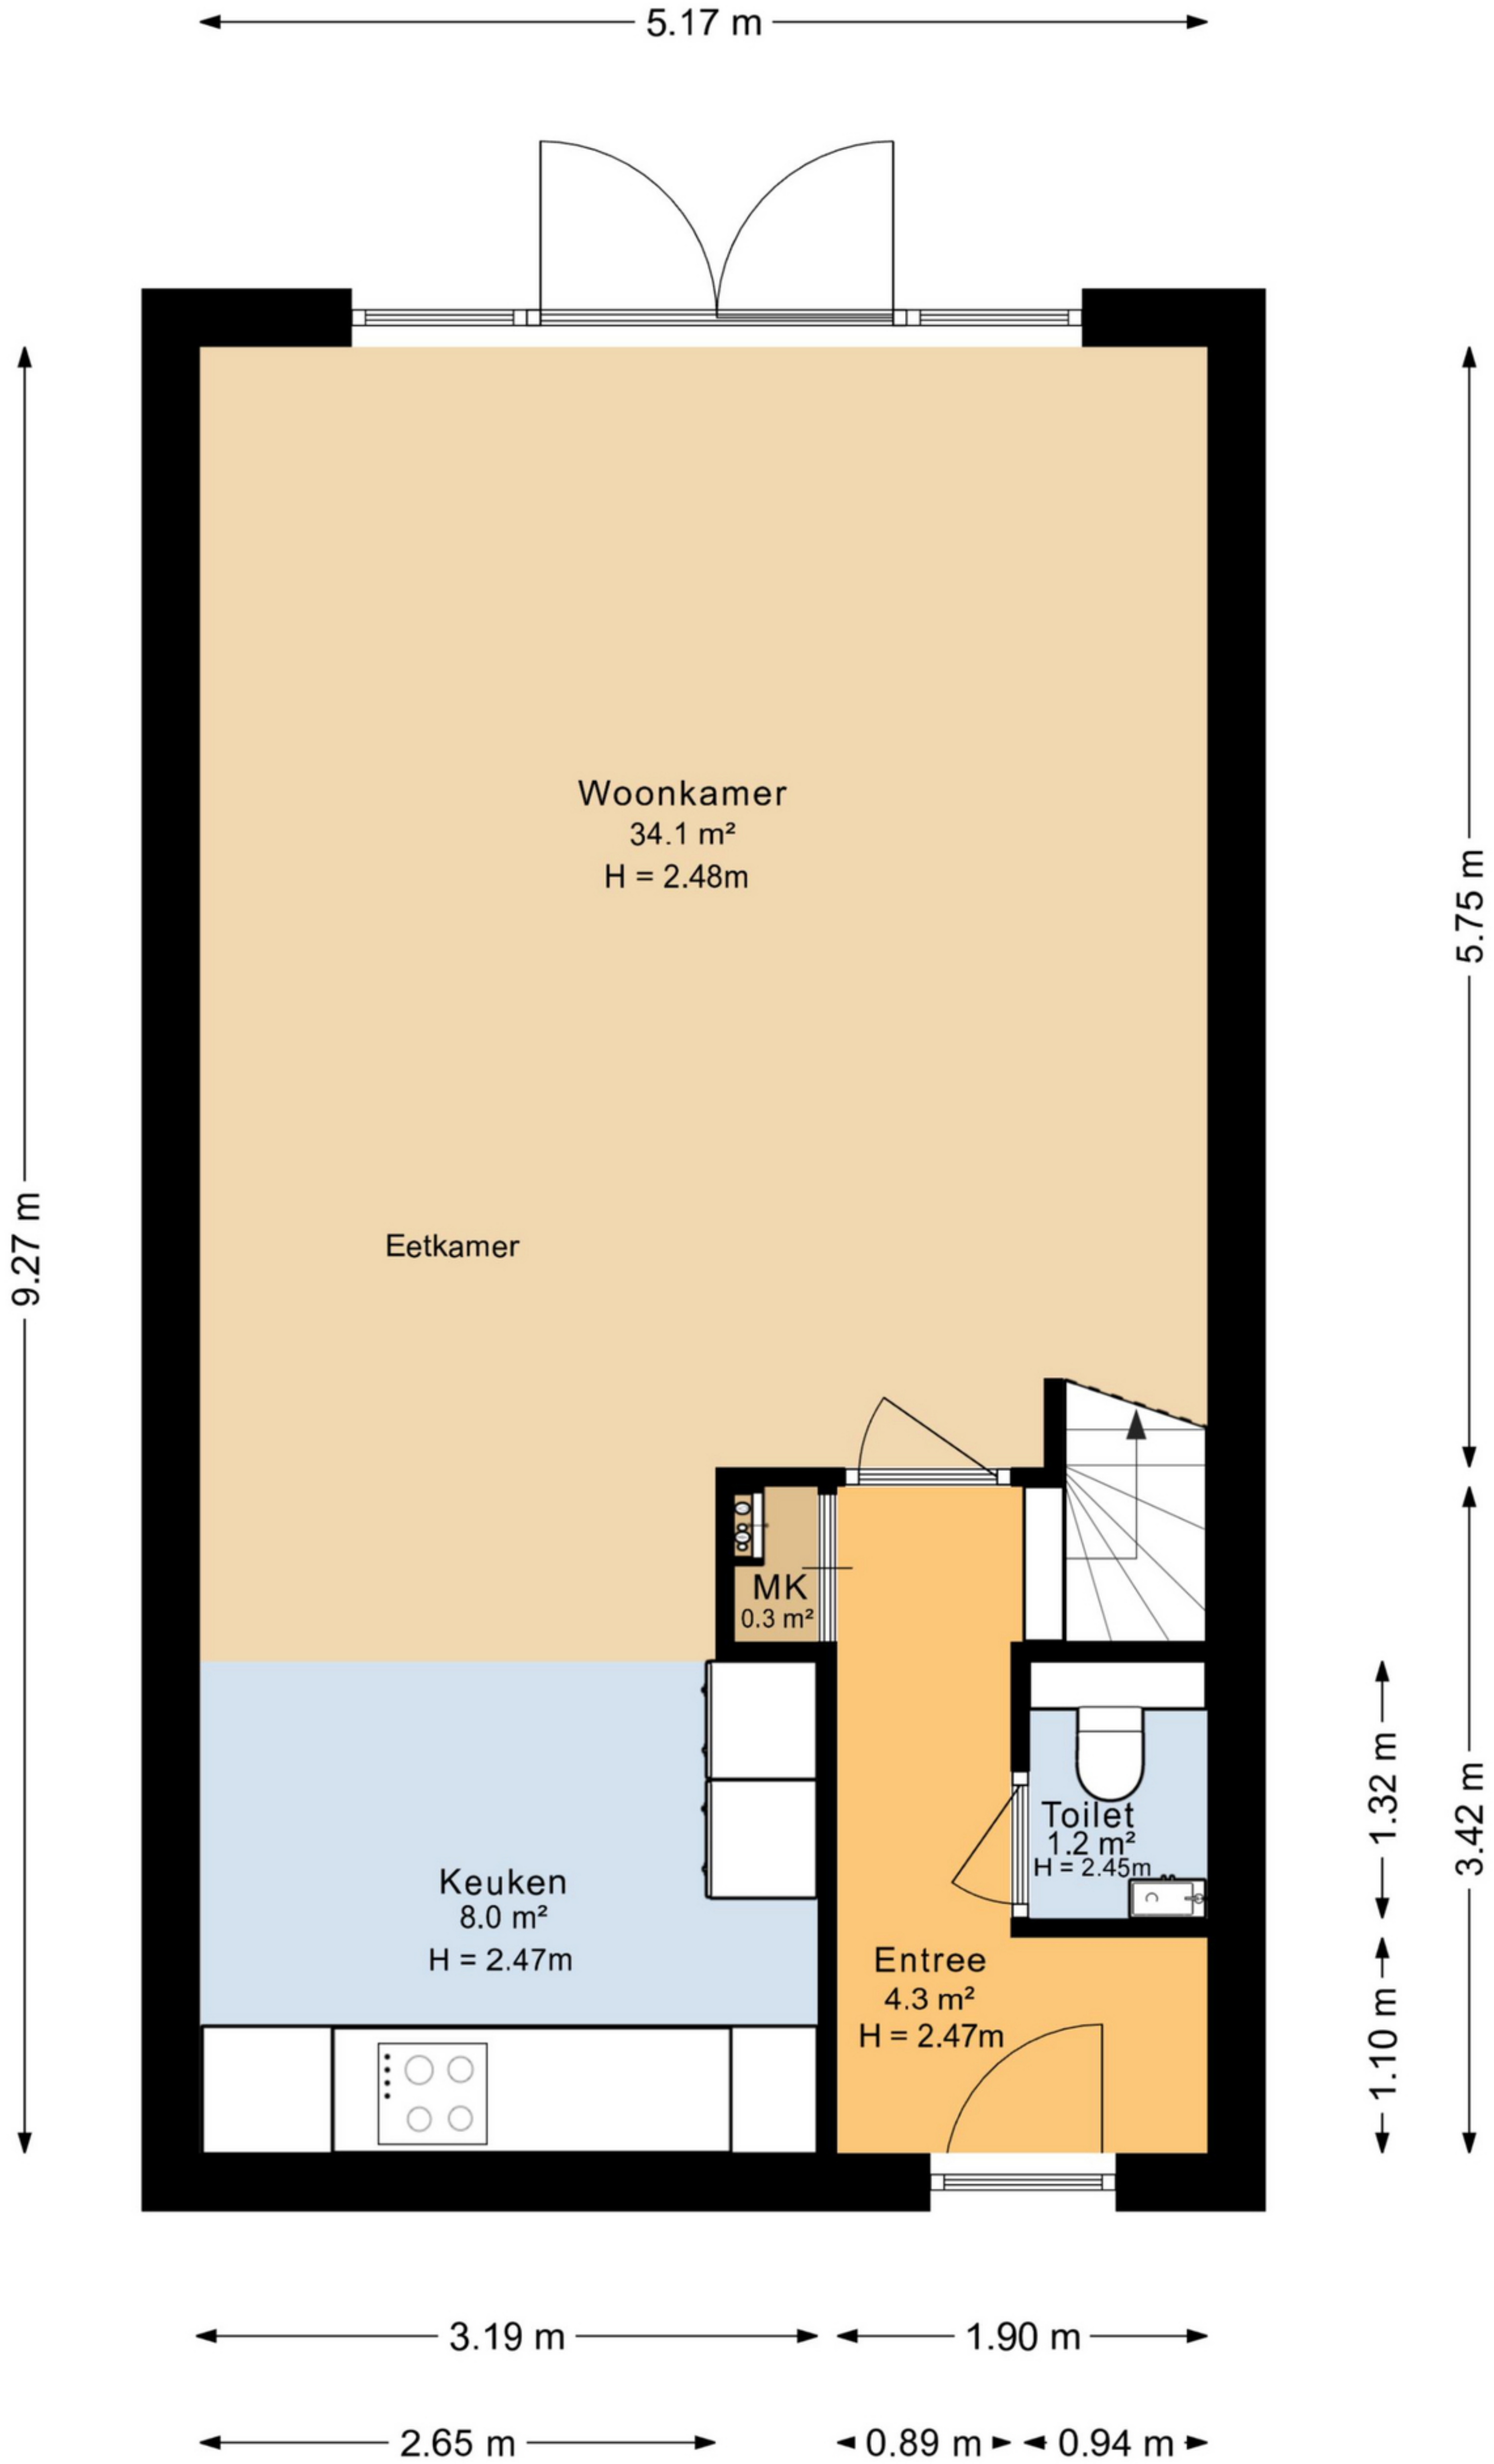 5.17 m
Woonkamer
34.1 m²
H = 2.48m
5.75 m
9.27 m
Eetkamer
MK
0.3 m²
Toilet
1.2 m²
H = 2.45m
1.32 m
3.42 m
Keuken
8.0 m²
H = 2.47m
Entree
4.3 m²
H = 2.47m
1.10 m
3.19 m
1.90 m
2.65 m
0.89 m
0.94 m